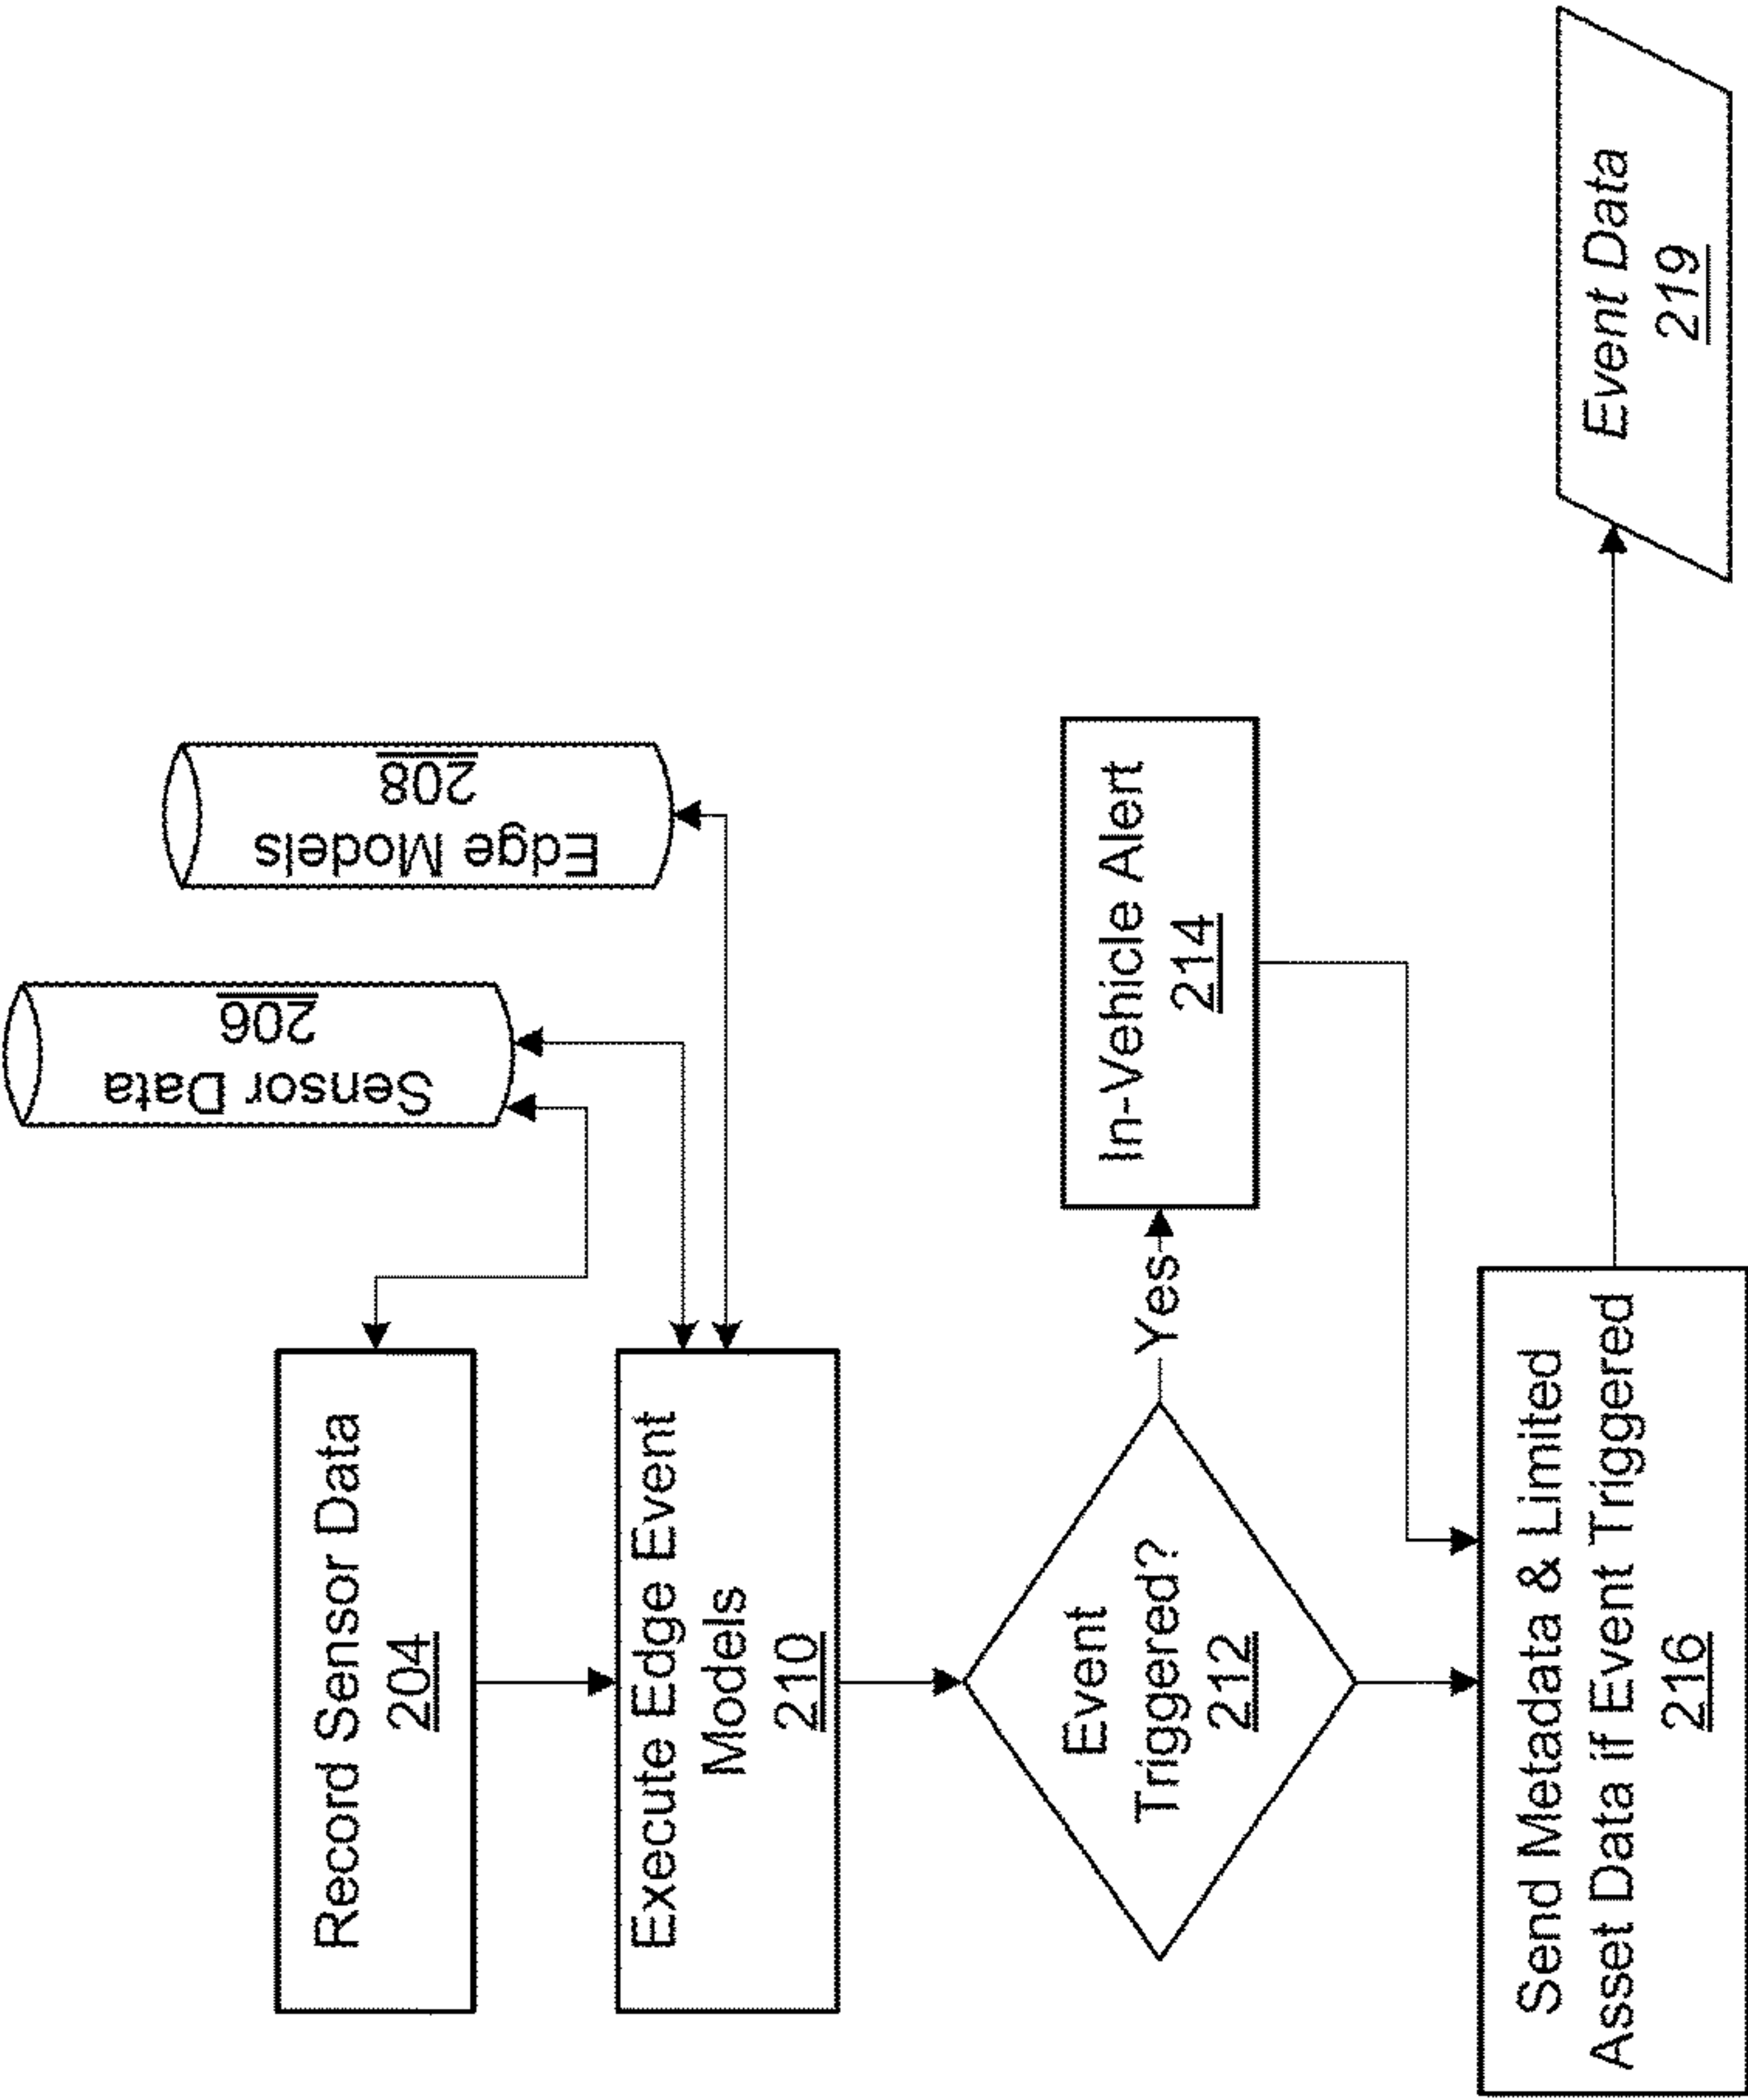 Record Sensor Data
204
Sensor Data
206
Edge Models
208
Execute Edge Event
Models
210
Event
Triggered?
212
Yes
In-Vehicle Alert
214
Send Metadata & Limited
Asset Data if Event Triggered
216
Event Data
219